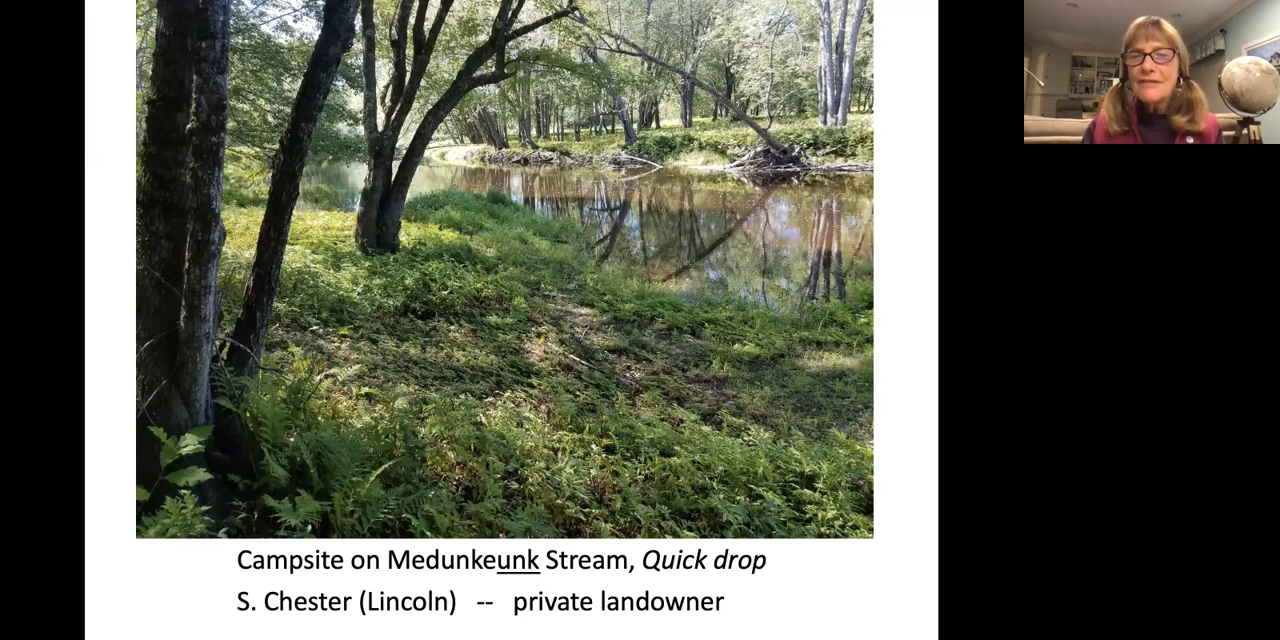 Campsite on Medunkeunk Stream, Quick drop
S. Chester (Lincoln) -- private landowner